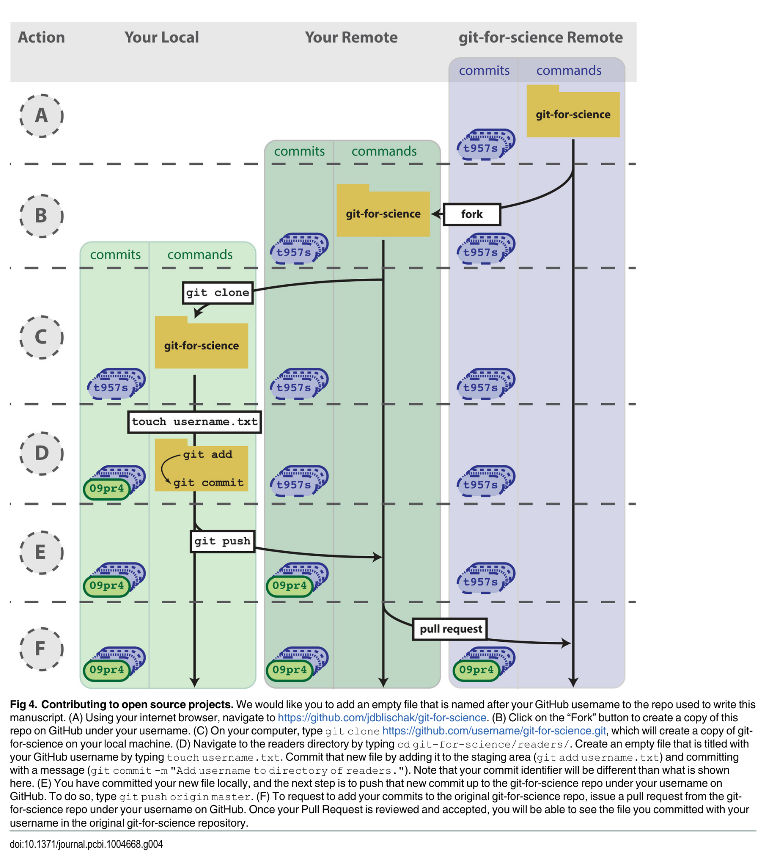 Action Your Local Your Remote git-for-science Remote
commits commands
A
git-for-science
t957s
commits commands
B
git-for-science
fork
t957s t957s
commits commands
git clone
C
git-for-science
t957s t957s t957s
touch username.txt
D
git add
git commit
09pr4 t957s t957s
E
git push
09pr4 09pr4 t957s
F
pull request
09pr4 09pr4 09pr4
Fig 4. Contributing to open source projects. We would like you to add an empty file that is named after your GitHub username to the repo used to write this
manuscript. (A) Using your internet browser, navigate to https://github.com/jdblischak/git-for-science. (B) Click on the “Fork” button to create a copy of this
repo on GitHub under your username. (C) On your computer, type git clone https://github.com/username/git-for-science.git, which will create a copy of git-
for-science on your local machine. (D) Navigate to the readers directory by typing cd git-for-science/readers/. Create an empty file that is titled with
your GitHub username by typing touch username.txt. Commit that new file by adding it to the staging area (git add username.txt) and committing
with a message (git commit -m "Add username to directory of readers."). Note that your commit identifier will be different than what is shown
here. (E) You have committed your new file locally, and the next step is to push that new commit up to the git-for-science repo under your username on
GitHub. To do so, type git push origin master. (F) To request to add your commits to the original git-for-science repo, issue a pull request from the git-
for-science repo under your username on GitHub. Once your Pull Request is reviewed and accepted, you will be able to see the file you committed with your
username in the original git-for-science repository.
doi:10.1371/journal.pcbi.1004668.g004